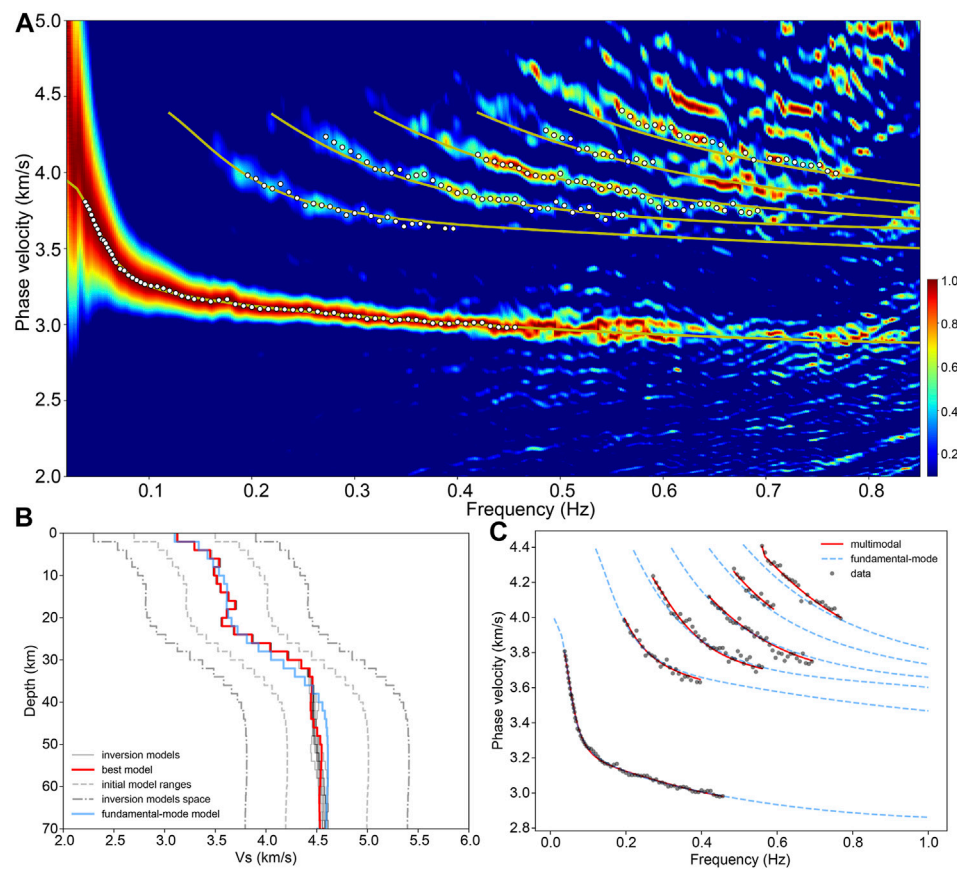 A
5.0
4.5
4.0
3.5
3.0
2.5
2.0
Phase velocity (km/s)
0.1 0.2 0.3 0.4 0.5 0.6 0.7 0.8
Frequency (Hz)
1.0
0.8
0.6
0.4
0.2
B
0
10
20
30
40
50
60
70
Depth (km)
inversion models
best model
initial model ranges
inversion models space
fundamental-mode model
2.0 2.5 3.0 3.5 4.0 4.5 5.0 5.5 6.0
Vs (km/s)
C
4.4
4.2
4.0
3.8
3.6
3.4
3.2
3.0
2.8
Phase velocity (km/s)
multimodal
fundamental-mode
data
0.0 0.2 0.4 0.6 0.8 1.0
Frequency (Hz)